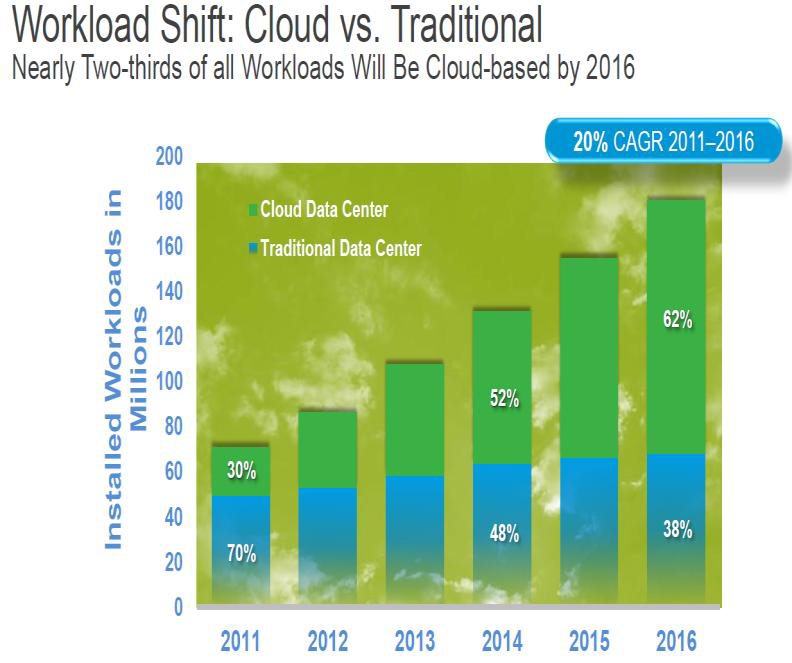 Workload Shift: Cloud vs. Traditional
Nearly Two-thirds of all Workloads Will Be Cloud-based by 2016
20% CAGR 2011–2016
Installed Workloads in
Millions
200
180
160
140
120
100
80
60
40
20
0
Cloud Data Center
Traditional Data Center
30%
70%
52%
48%
62%
38%
2011 2012 2013 2014 2015 2016